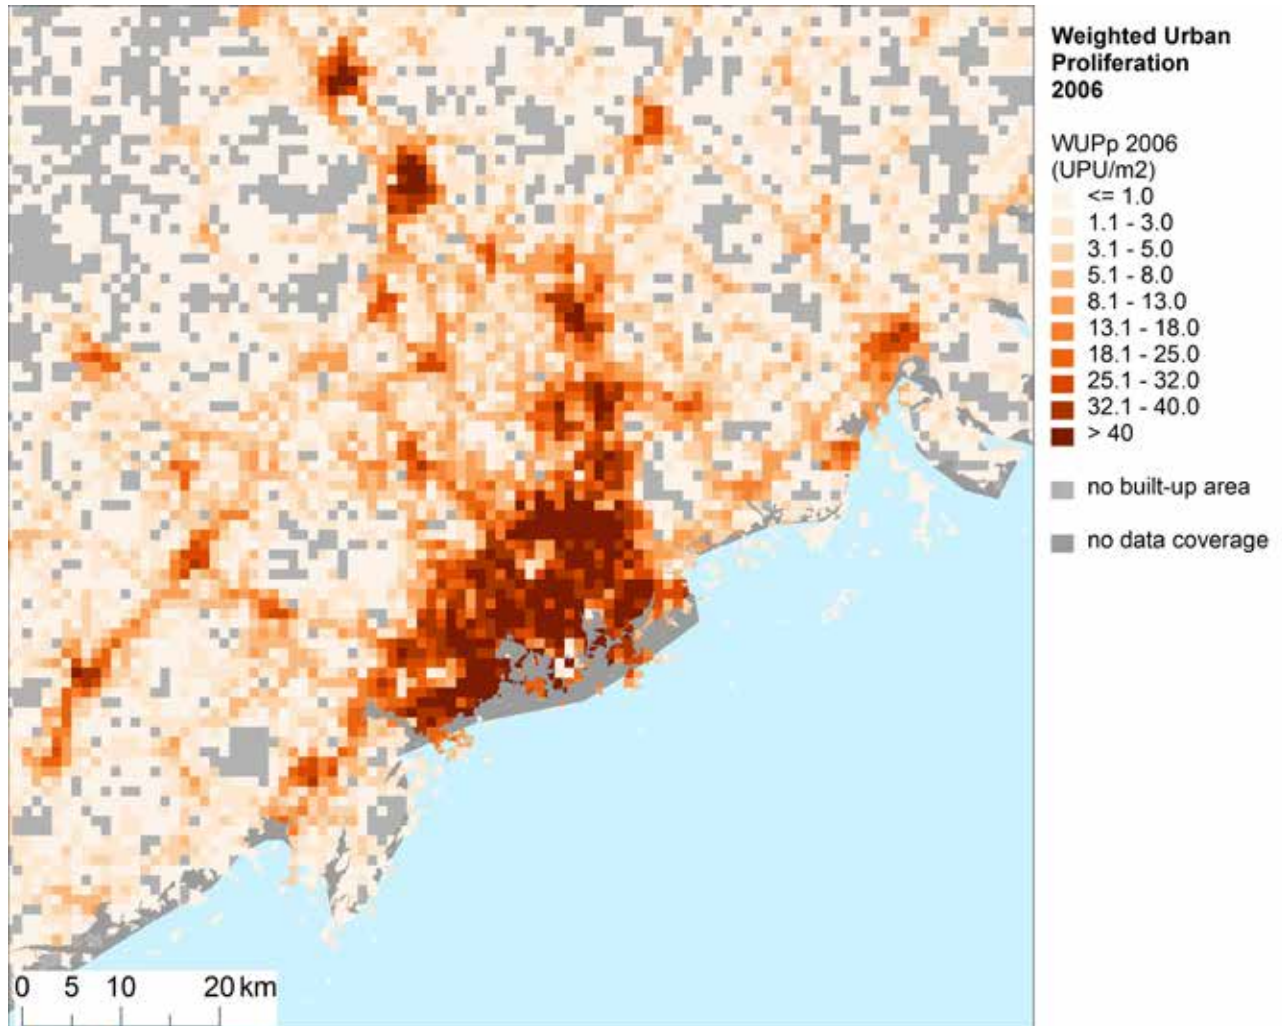 Weighted Urban
Proliferation
2006
WUPp 2006
(UPU/m2)
<= 1.0
1.1 - 3.0
3.1 - 5.0
5.1 - 8.0
8.1 - 13.0
13.1 - 18.0
18.1 - 25.0
25.1 - 32.0
32.1 - 40.0
> 40
no built-up area
no data coverage
0 5 10 20 km